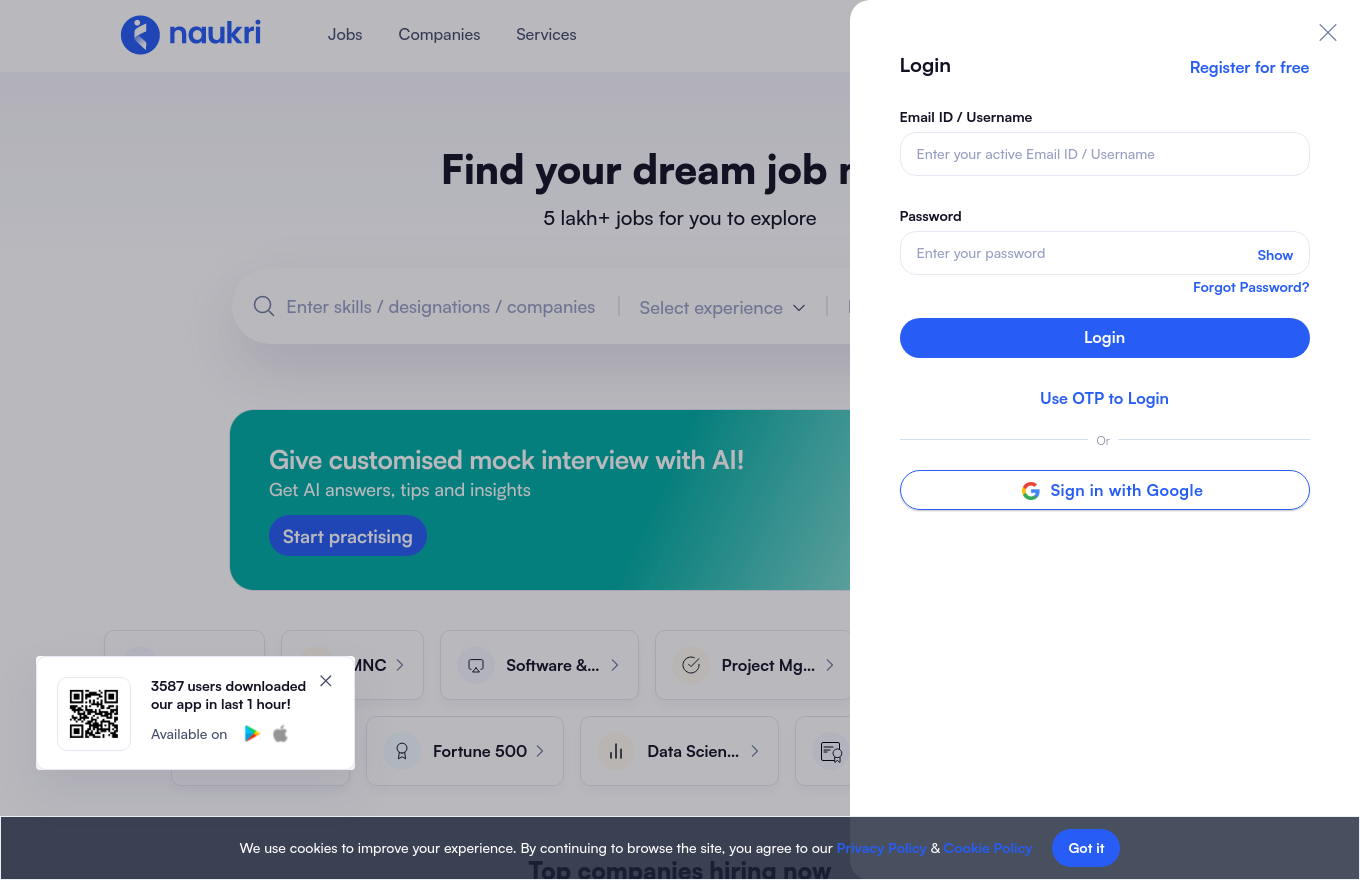 naukri
Jobs
Companies
Services
Find your dream job
5 lakh+ jobs for you to explore
Enter skills / designations / companies
Select experience
Give customised mock interview with AI!
Get AI answers, tips and insights
Start practising
MNC
Software &...
Project Mg...
Fortune 500
Data Scien...
3587 users downloaded
our app in last 1 hour!
Available on
Login
Register for free
Email ID / Username
Enter your active Email ID / Username
Password
Enter your password
Show
Forgot Password?
Login
Use OTP to Login
Or
Sign in with Google
We use cookies to improve your experience. By continuing to browse the site, you agree to our Privacy Policy & Cookie Policy
Got it
Top companies hiring now